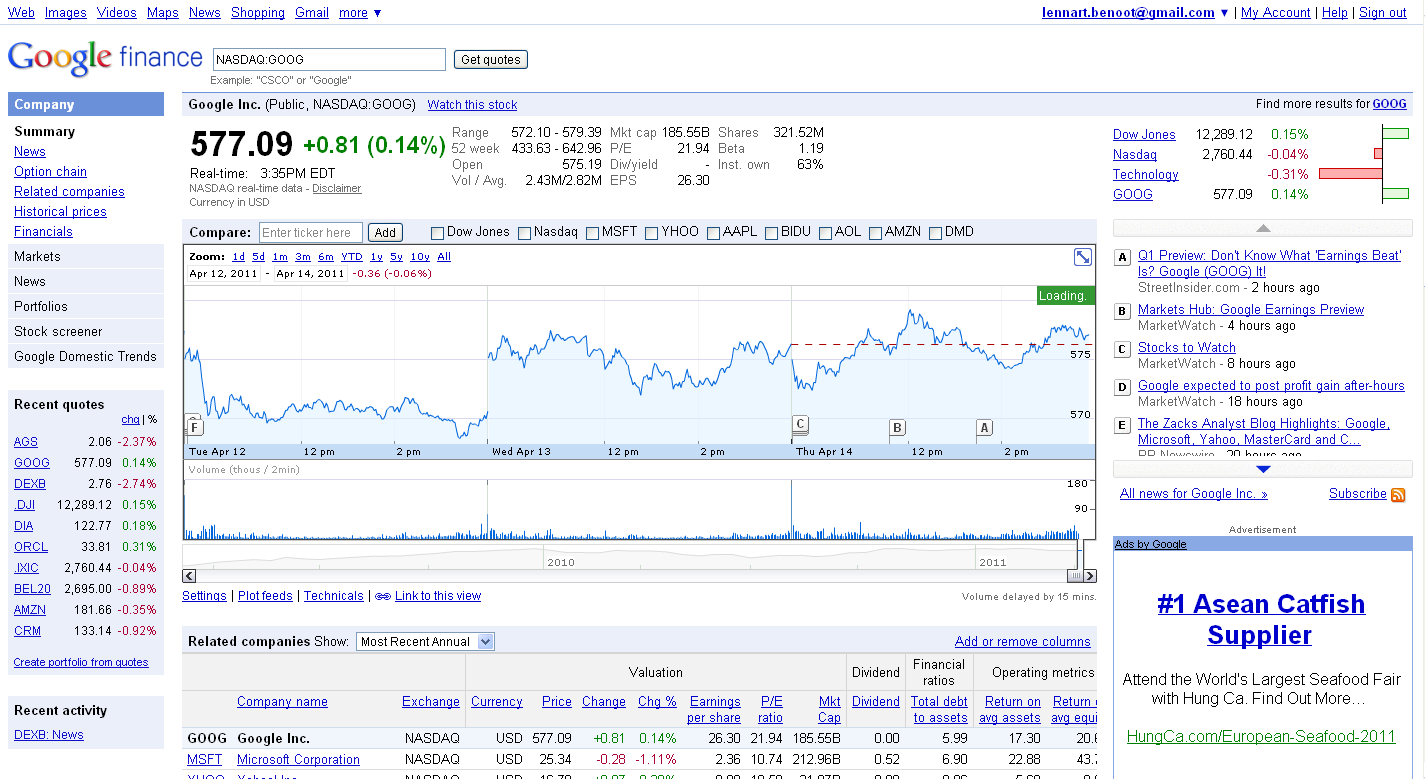 Web Images Videos Maps News Shopping Gmail more ▼
lennart.benoot@gmail.com ▼ | My Account | Help | Sign out
Google finance
NASDAQ:GOOG
Get quotes
Example: "CSCO" or "Google"
Company
Summary
News
Option chain
Related companies
Historical prices
Financials
Markets
News
Portfolios
Stock screener
Google Domestic Trends
Recent quotes
chg | %
AGS 2.06 -2.37%
GOOG 577.09 0.14%
DEXB 2.76 -2.74%
.DJI 12,289.12 0.15%
DIA 122.77 0.18%
ORCL 33.81 0.31%
.IXIC 2,760.44 -0.04%
BEL20 2,695.00 -0.89%
AMZN 181.66 -0.35%
CRM 133.14 -0.92%
Create portfolio from quotes
Recent activity
DEXB: News
Google Inc. (Public, NASDAQ:GOOG) Watch this stock
Find more results for GOOG
577.09 +0.81 (0.14%)
Real-time: 3:35PM EDT
NASDAQ real-time data - Disclaimer
Currency in USD
Range 572.10 - 579.39 Mkt cap 185.55B Shares 321.52M
52 week 433.63 - 642.96 P/E 21.94 Beta 1.19
Open 575.19 Div/yield - Inst. own 63%
Vol / Avg. 2.43M/2.82M EPS 26.30
Compare: Enter ticker here Add Dow Jones Nasdaq MSFT YHOO AAPL BIDU AOL AMZN DMD
Zoom: 1d 5d 1m 3m 6m YTD 1y 5y 10y All
Apr 12, 2011 - Apr 14, 2011 -0.36 (-0.06%)
Loading.
575
570
F C B A
Tue Apr 12 12 pm 2 pm Wed Apr 13 12 pm 2 pm Thu Apr 14 12 pm 2 pm
Volume (thous / 2min)
180
90
2010 2011
Settings | Plot feeds | Technicals | Link to this view
Volume delayed by 15 mins.
Related companies Show: Most Recent Annual
Add or remove columns
Valuation Dividend Financial ratios Operating metrics
Company name Exchange Currency Price Change Chg % Earnings per share P/E ratio Mkt Cap Dividend Total debt to assets Return on avg assets Return avg equi
GOOG Google Inc. NASDAQ USD 577.09 +0.81 0.14% 26.30 21.94 185.55B 0.00 5.99 17.30 20.6
MSFT Microsoft Corporation NASDAQ USD 25.34 -0.28 -1.11% 2.36 10.74 212.96B 0.52 6.90 22.88 43.7
Dow Jones 12,289.12 0.15%
Nasdaq 2,760.44 -0.04%
Technology -0.31%
GOOG 577.09 0.14%
A Q1 Preview: Don't Know What 'Earnings Beat'
Is? Google (GOOG) It!
StreetInsider.com - 2 hours ago
B Markets Hub: Google Earnings Preview
MarketWatch - 4 hours ago
C Stocks to Watch
MarketWatch - 8 hours ago
D Google expected to post profit gain after-hours
MarketWatch - 18 hours ago
E The Zacks Analyst Blog Highlights: Google,
Microsoft, Yahoo, MasterCard and C...
PR Newswire - 20 hours ago
All news for Google Inc. »
Subscribe
Advertisement
Ads by Google
#1 Asean Catfish
Supplier
Attend the World's Largest Seafood Fair
with Hung Ca. Find Out More...
HungCa.com/European-Seafood-2011